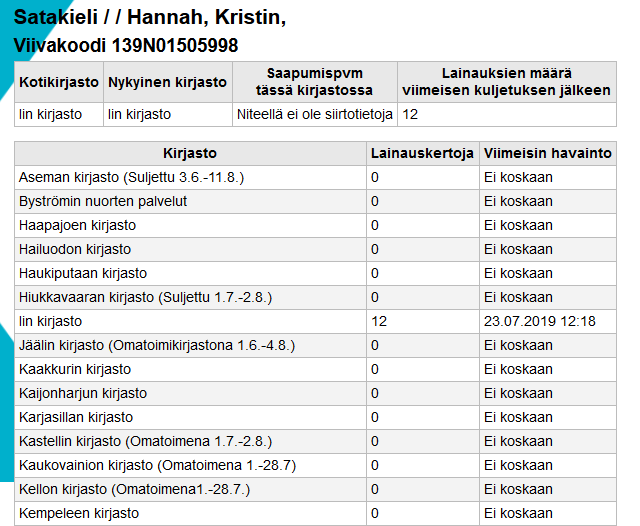 Satakieli / / Hannah, Kristin,
Viivakoodi 139N01505998
Kotikirjasto Nykyinen kirjasto Saapumispvm tässä kirjastossa Lainauksien määrä viimeisen kuljetuksen jälkeen
Iin kirjasto Iin kirjasto Niteellä ei ole siirtotietoja 12
Kirjasto Lainauskertoja Viimeisin havainto
Aseman kirjasto (Suljettu 3.6.-11.8.) 0 Ei koskaan
Byströmin nuorten palvelut 0 Ei koskaan
Haapajoen kirjasto 0 Ei koskaan
Hailuodon kirjasto 0 Ei koskaan
Haukiputaan kirjasto 0 Ei koskaan
Hiukkavaaran kirjasto (Suljettu 1.7.-2.8.) 0 Ei koskaan
Iin kirjasto 12 23.07.2019 12:18
Jäälin kirjasto (Omatoimikirjastona 1.6.-4.8.) 0 Ei koskaan
Kaakkurin kirjasto 0 Ei koskaan
Kaijonharjun kirjasto 0 Ei koskaan
Karjasillan kirjasto 0 Ei koskaan
Kastellin kirjasto (Omatoimena 1.7.-2.8.) 0 Ei koskaan
Kaukovainion kirjasto (Omatoimena 1.-28.7) 0 Ei koskaan
Kellon kirjasto (Omatoimena1.-28.7.) 0 Ei koskaan
Kempeleen kirjasto 0 Ei koskaan